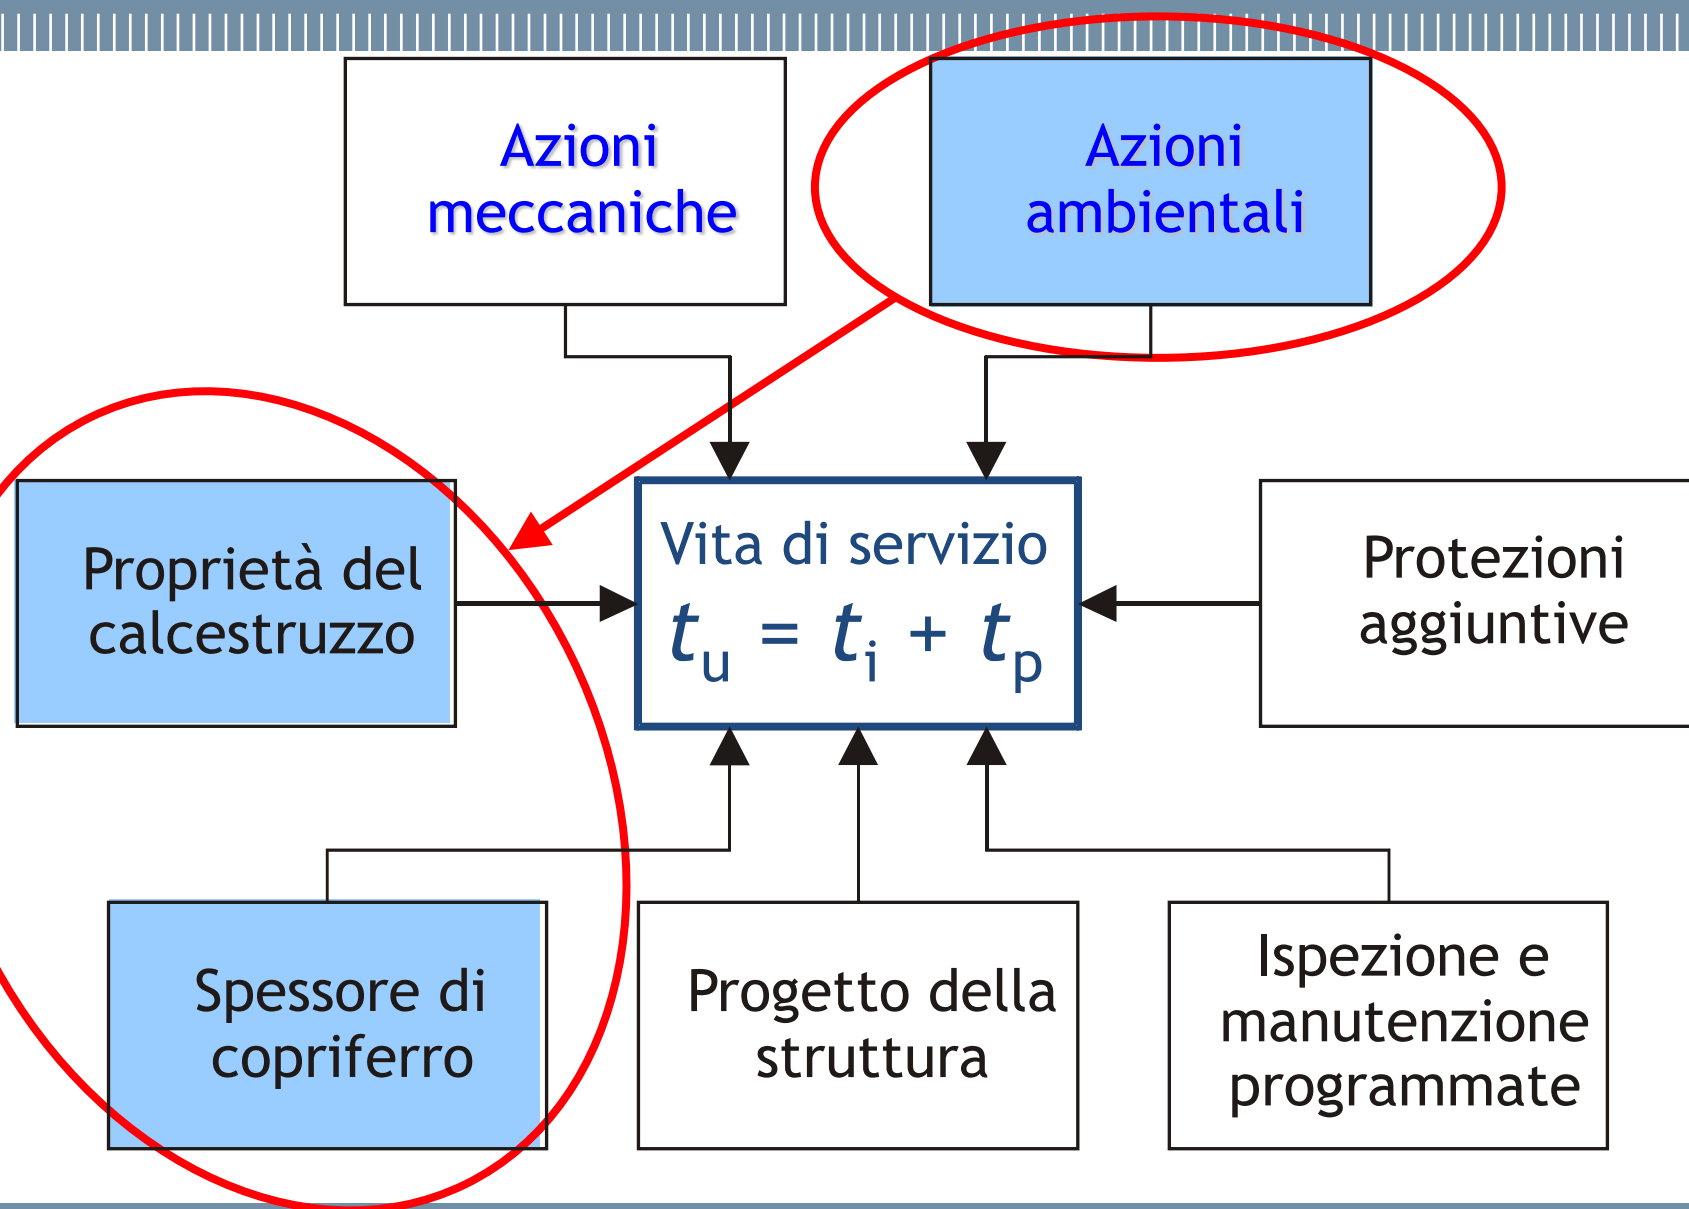 Azioni
meccaniche
Azioni
ambientali
Proprietà del
calcestruzzo
Vita di servizio
tu = ti + tp
Protezioni
aggiuntive
Spessore di
copriferro
Progetto della
struttura
Ispezione e
manutenzione
programmate